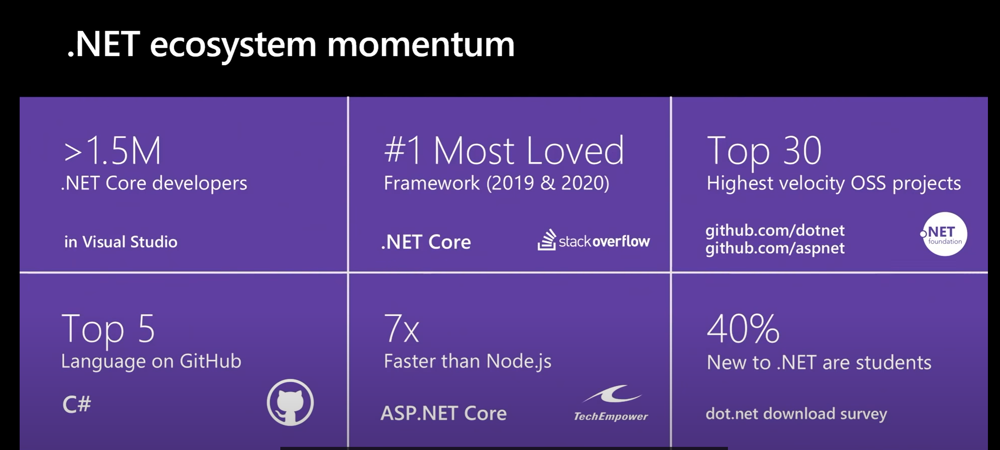 .NET ecosystem momentum
>1.5M
.NET Core developers
in Visual Studio
#1 Most Loved
Framework (2019 & 2020)
.NET Core
stackoverflow
Top 30
Highest velocity OSS projects
github.com/dotnet
github.com/aspnet
.NET
foundation
Top 5
Language on GitHub
C#
7x
Faster than Node.js
ASP.NET Core
TechEmpower
40%
New to .NET are students
dot.net download survey